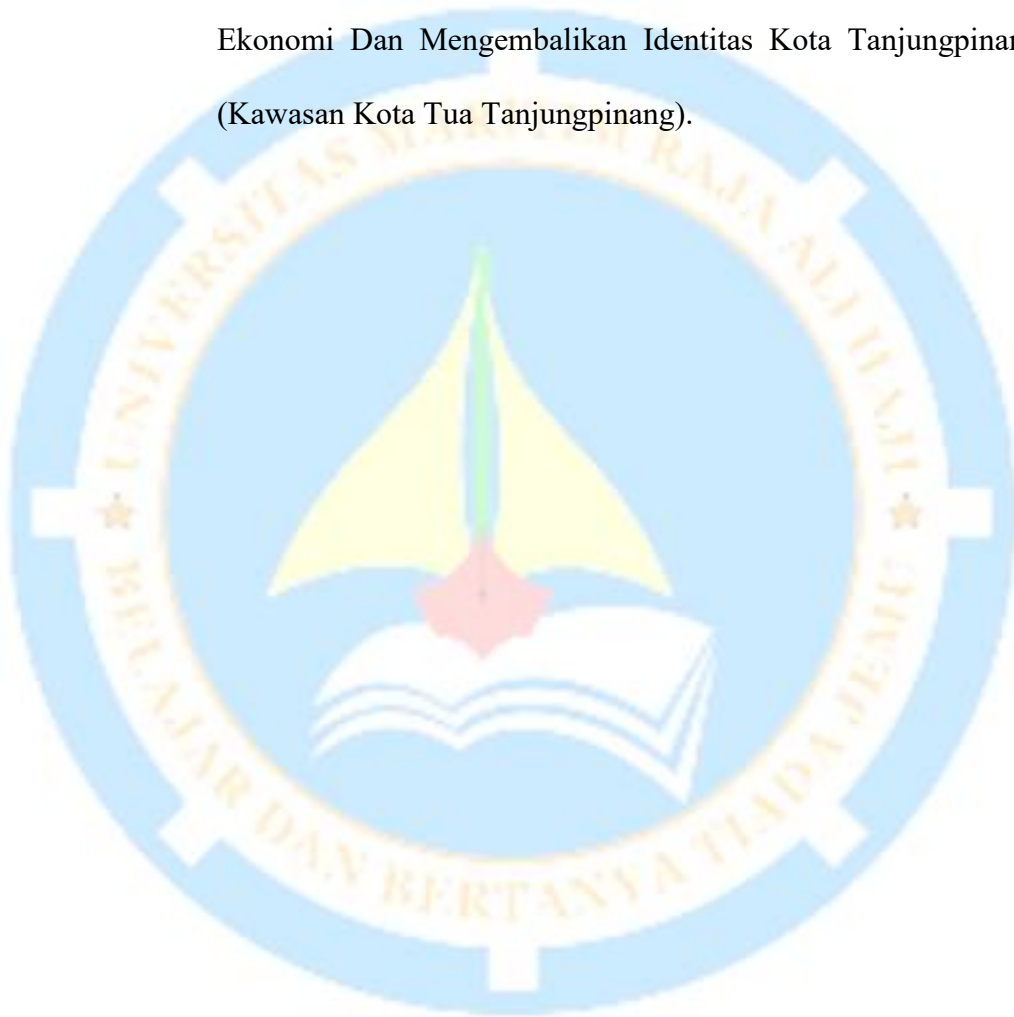 Ekonomi Dan Mengembalikan Identitas Kota Tanjungpinan
(Kawasan Kota Tua Tanjungpinang).
UNIVERSITAS MARITIM RAJA ALI HAJI
BELAJAR DAN BERTANYA TIADA JEMU